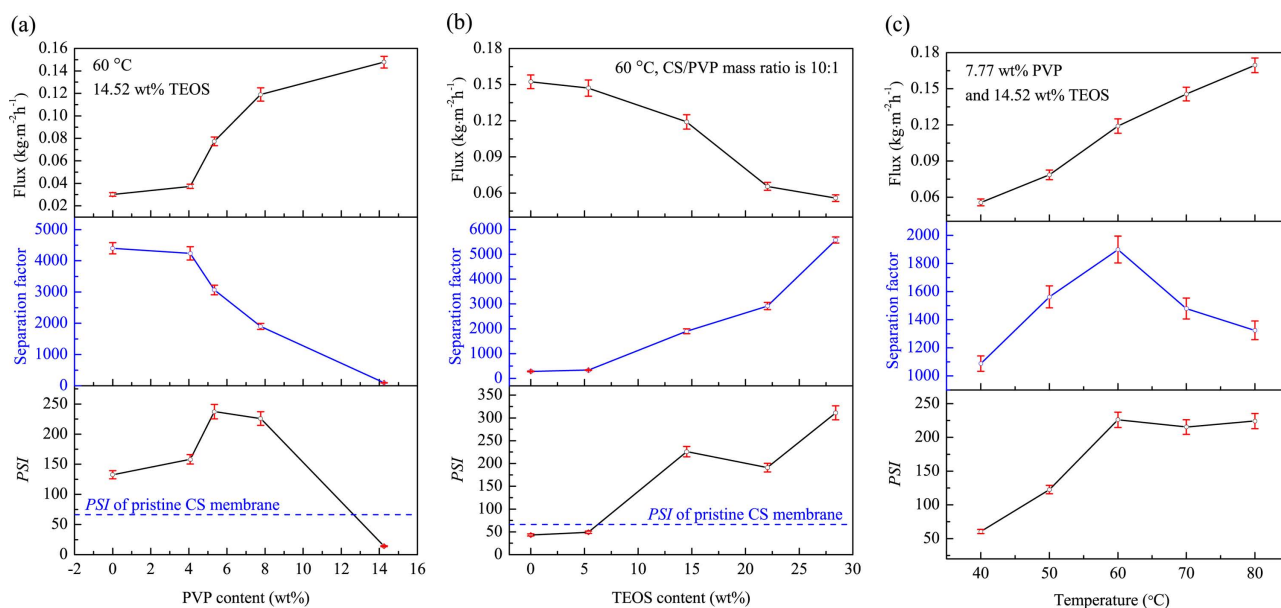 (a)
60 °C
14.52 wt% TEOS
Flux (kg·m⁻²h⁻¹)
0.16
0.14
0.12
0.10
0.08
0.06
0.04
0.02
Separation factor
5000
4000
3000
2000
1000
0
PSI
250
225
200
175
150
125
100
75
50
25
0
PSI of pristine CS membrane
-2 0 2 4 6 8 10 12 14 16
PVP content (wt%)
(b)
60 °C, CS/PVP mass ratio is 10:1
Flux (kg·m⁻²h⁻¹)
0.18
0.15
0.12
0.09
0.06
Separation factor
6000
5000
4000
3000
2000
1000
0
PSI
350
300
250
200
150
100
50
0
PSI of pristine CS membrane
0 5 10 15 20 25 30
TEOS content (wt%)
(c)
7.77 wt% PVP
and 14.52 wt% TEOS
Flux (kg·m⁻²h⁻¹)
0.18
0.15
0.12
0.09
0.06
Separation factor
2000
1800
1600
1400
1200
1000
PSI
250
200
150
100
50
40 50 60 70 80
Temperature (°C)